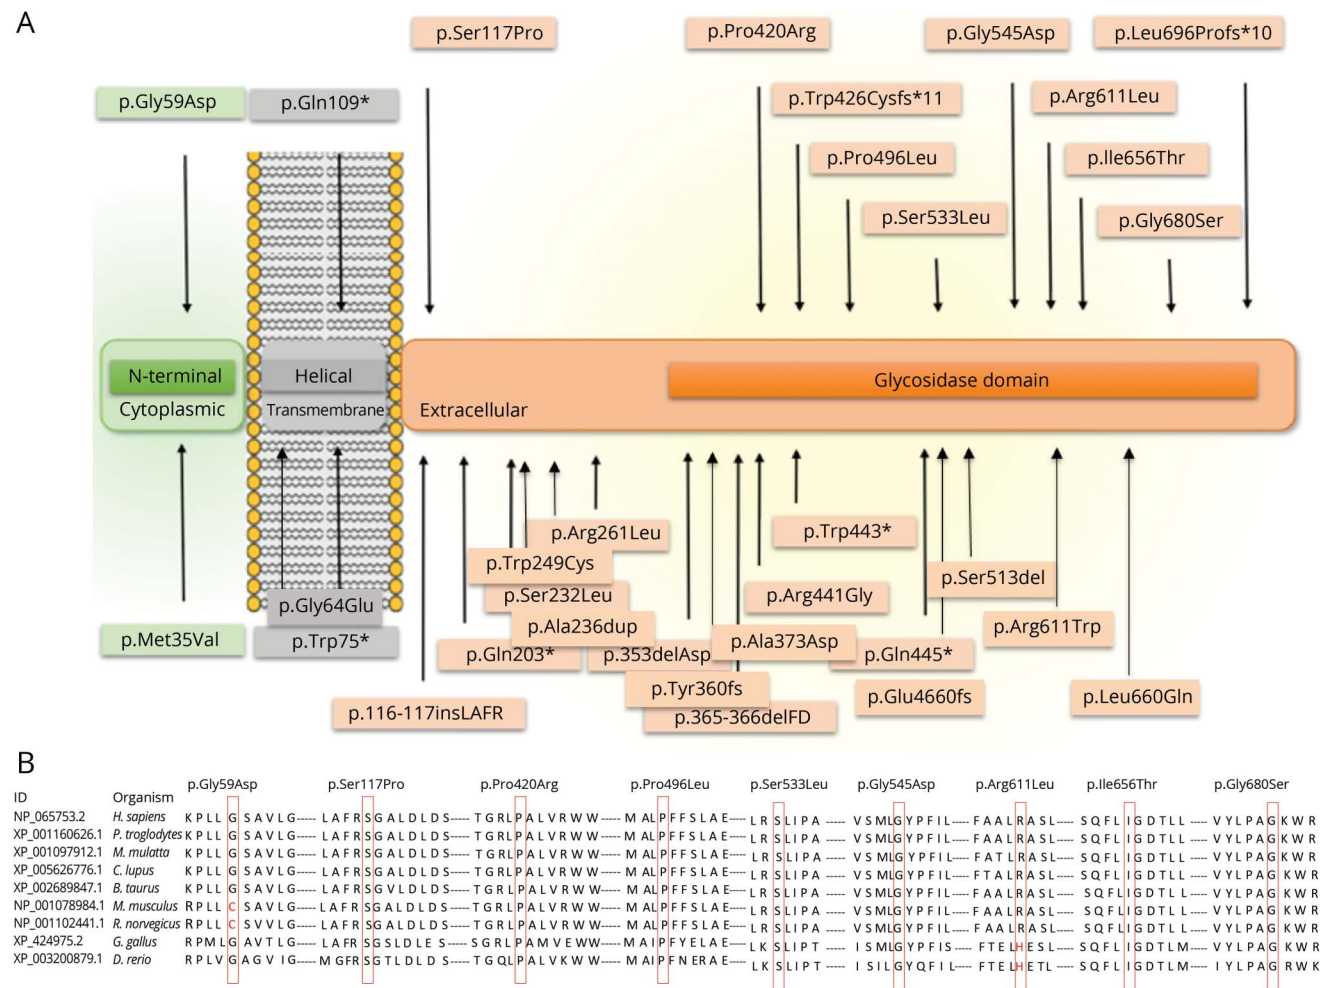 A
p.Ser117Pro
p.Pro420Arg
p.Gly545Asp
p.Leu696Profs*10
p.Gly59Asp
p.Gln109*
p.Trp426Cysfs*11
p.Arg611Leu
p.Pro496Leu
p.Ile656Thr
p.Ser533Leu
p.Gly680Ser
N-terminal
Cytoplasmic
Helical
Transmembrane
Extracellular
Glycosidase domain
p.Arg261Leu
p.Trp443*
p.Trp249Cys
p.Ser513del
p.Ser232Leu
p.Arg441Gly
p.Gly64Glu
p.Ala236dup
p.Arg611Trp
p.Met35Val
p.Trp75*
p.Gln203*
p.353delAsp
p.Ala373Asp
p.Gln445*
p.Tyr360fs
p.Glu4660fs
p.Leu660Gln
p.116-117insLAFR
p.365-366delFD
B
p.Gly59Asp p.Ser117Pro p.Pro420Arg p.Pro496Leu p.Ser533Leu p.Gly545Asp p.Arg611Leu p.Ile656Thr p.Gly680Ser
ID Organism
NP_065753.2 H. sapiens KPLLGSAVLG---- LAFRSGALDLDS---- TGRLPALVRWW---- MALPFFSLAE---- LRSLIPA ---- VSMLGYPFIL---- FAALRASL---- SQFLIGDTLL ---- VYLPAGKWR
XP_001160626.1 P. troglodytes KPLLGSAVLG---- LAFRSGALDLDS---- TGRLPALVRWW---- MALPFFSLAE---- LRSLIPA ---- VSMLGYPFIL---- FAALRASL---- SQFLIGDTLL ---- VYLPAGKWR
XP_001097912.1 M. mulatta KPLLGSAVLG---- LAFRSGALDLDS---- TGRLPALVRWW---- MALPFFSLAE---- LRSLIPA ---- VSMLGYPFIL---- FATLRASL---- SQFLIGDTLL ---- VYLPAGKWR
XP_005626776.1 C. lupus KPLLGSAVLG---- LAFRSGALDLDS---- TGRLPALVRWW---- MALPFFSLAE---- LRSLIPA ---- VSMLGYPFIL---- FTALRASL---- SQFLIGDTLL ---- VYLPAGKWR
XP_002689847.1 B. taurus KPLLGSAVLG---- LAFRSGALDLDS---- TGRLPALVRWW---- MALPFFSLAE---- LRSLIPA ---- VSMLGYPFIL---- FAALRASL---- SQFLIGDTLL ---- VYLPAGKWR
NP_001078984.1 M. musculus RPLLCSAVLG---- LAFRSGALDLDS---- TGRLPALVRWW---- MALPFFSLAE---- LRSLIPA ---- VSMLGYPFIL---- FAALRASL---- SQFLIGDTLL ---- VYLPAGKWR
NP_001102441.1 R. norvegicus RPLLCSVVLG---- LAFRSGALDLDS---- TGRLPALVRWW---- MALPFFSLAE---- LRSLIPA ---- VSMLGYPFIL---- FAALRASL---- SQFLIGDTLL ---- VYLPAGKWR
XP_424975.2 G. gallus RPMLGAVTLG---- LAFRSGSLDLES ---- SGRLPAMVEWW---- MAIPFYELAE---- LKSLIPT ---- ISMLGYPFIS---- FTELHESL---- SQFLIGDTLM ---- VYLPAGKWR
XP_003200879.1 D. rerio RPLVGAGVIG---- MGFRSGTLDLDS---- TGQLPALVKWW---- MAIPFNERAE---- LKSLIPT ---- ISILGYQFIL---- FTELHETL---- SQFLIGDTLM ---- IYLPAGRWK